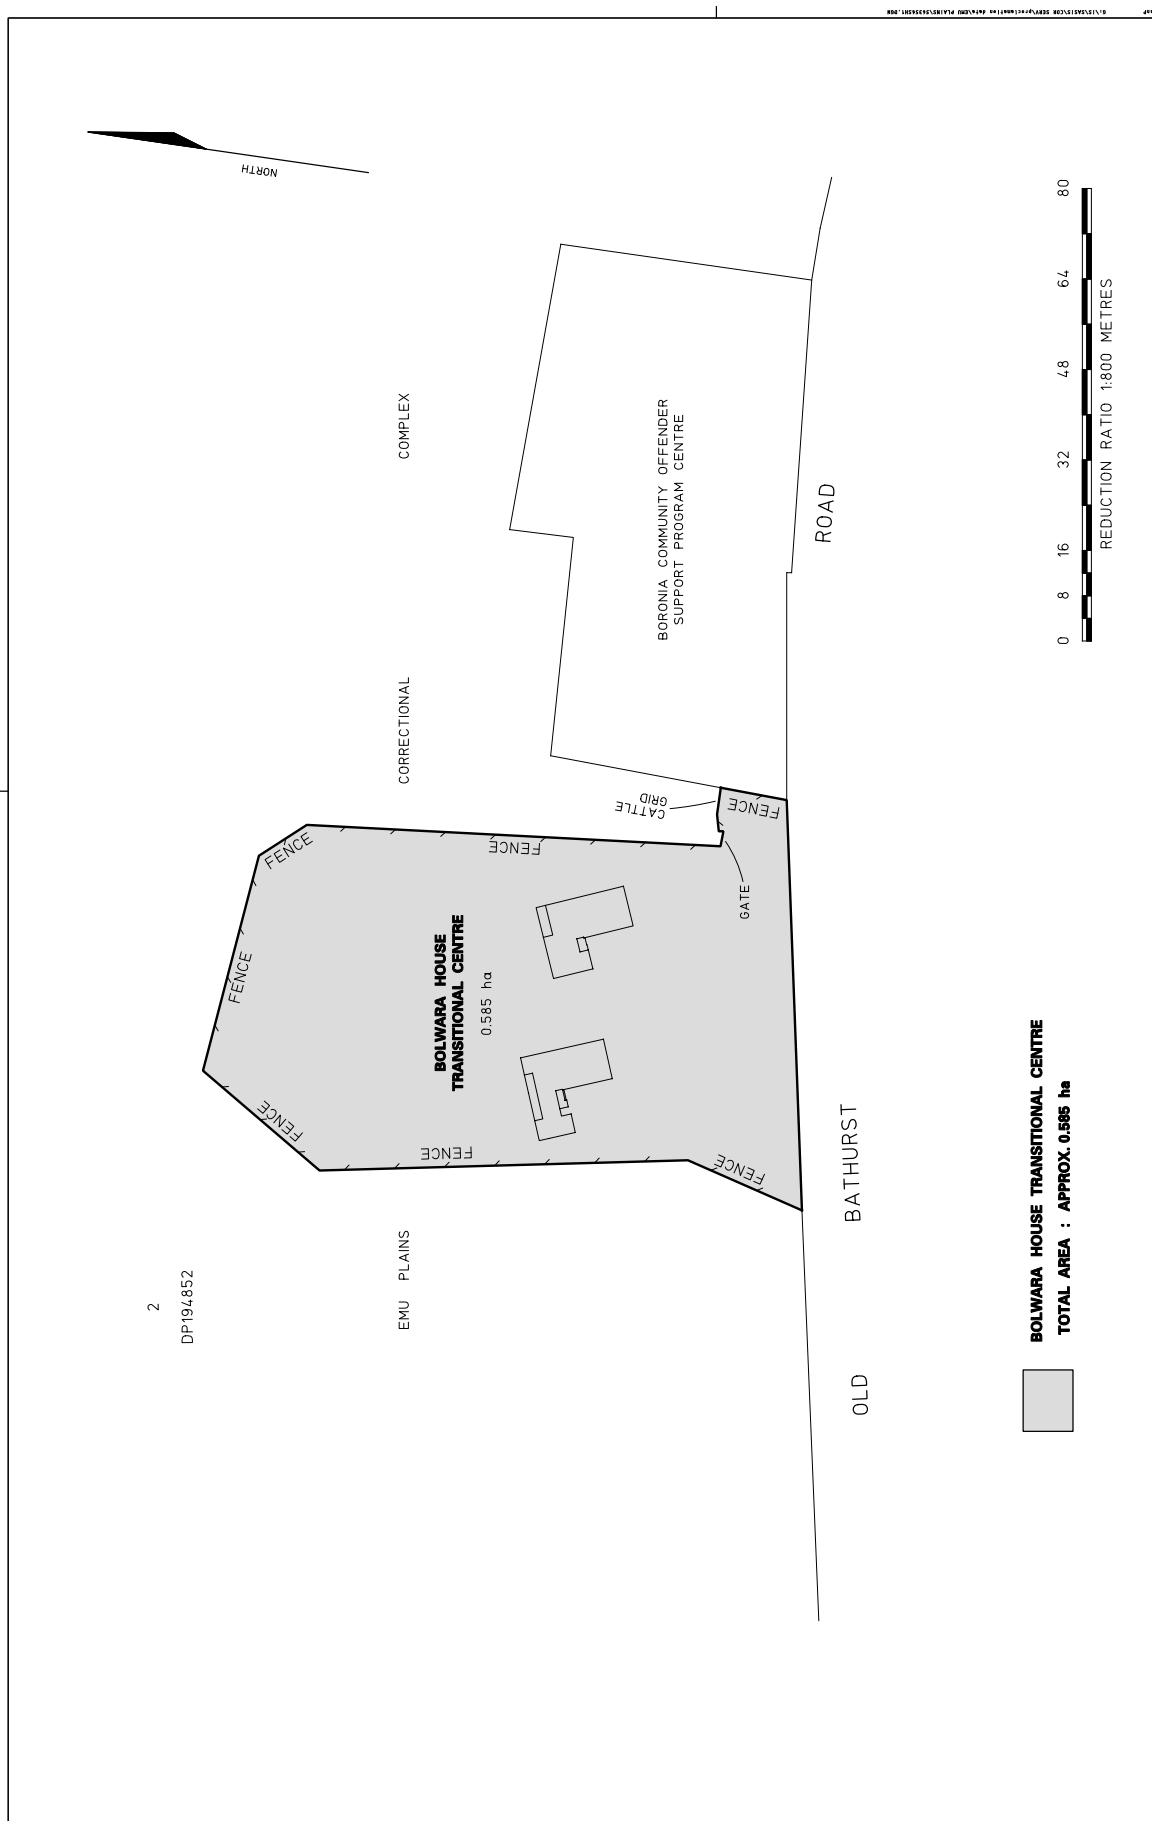 NORTH
2
DP194852
EMU PLAINS
CORRECTIONAL
COMPLEX
FENCE
FENCE
FENCE
FENCE
FENCE
FENCE
FENCE
BOLWARA HOUSE
TRANSITIONAL CENTRE
0.585 ha
CATTLE
GRID
GATE
BORONIA COMMUNITY OFFENDER
SUPPORT PROGRAM CENTRE
OLD
BATHURST
ROAD
BOLWARA HOUSE TRANSITIONAL CENTRE
TOTAL AREA : APPROX. 0.585 ha
0 8 16 32 48 64 80
REDUCTION RATIO 1:800 METRES